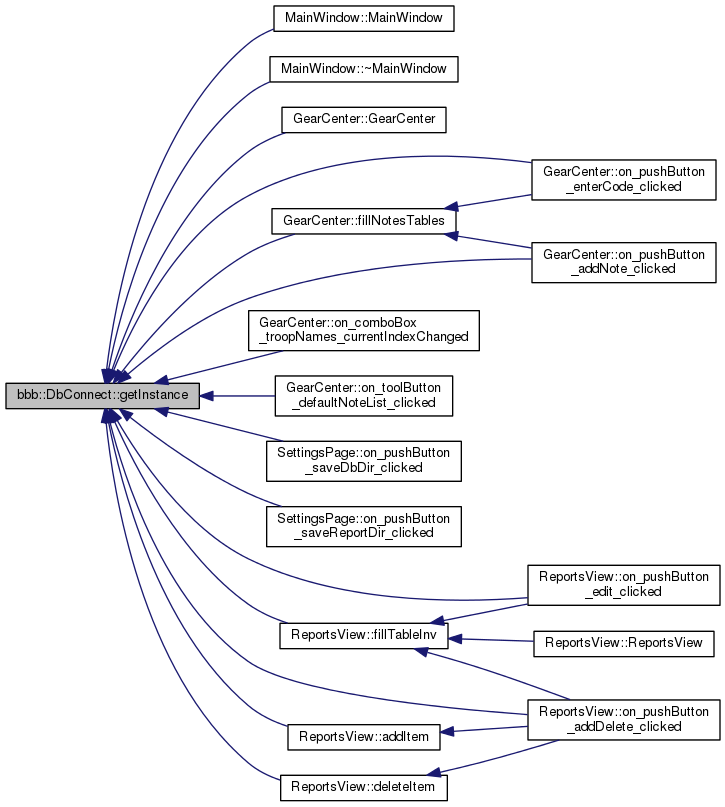 MainWindow::MainWindow
MainWindow::~MainWindow
GearCenter::GearCenter
GearCenter::on_pushButton
_enterCode_clicked
GearCenter::fillNotesTables
GearCenter::on_pushButton
_addNote_clicked
GearCenter::on_comboBox
_troopNames_currentIndexChanged
bbb::DbConnect::getInstance
GearCenter::on_toolButton
_defaultNoteList_clicked
SettingsPage::on_pushButton
_saveDbDir_clicked
SettingsPage::on_pushButton
_saveReportDir_clicked
ReportsView::on_pushButton
_edit_clicked
ReportsView::fillTableInv
ReportsView::ReportsView
ReportsView::on_pushButton
_addDelete_clicked
ReportsView::addItem
ReportsView::deleteItem